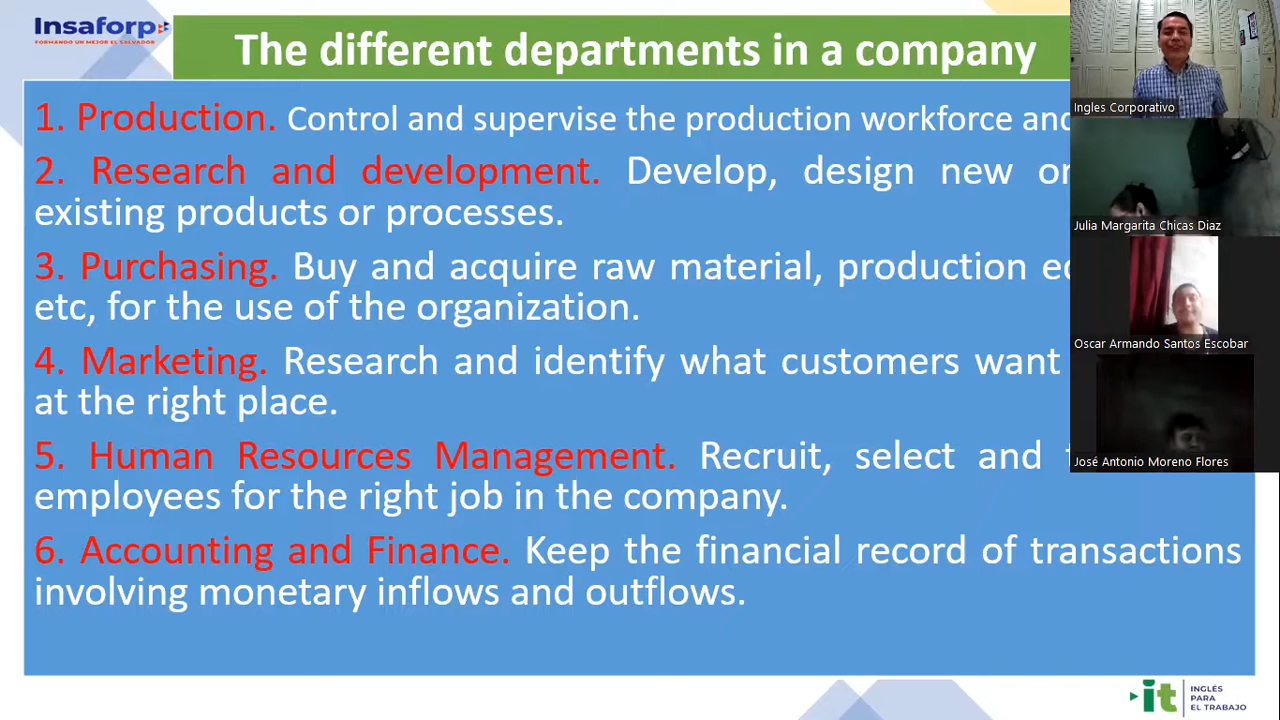 Insaforp
FORMANDO UN MEJOR EL SALVADOR
The different departments in a company
1. Production. Control and supervise the production workforce and
2. Research and development. Develop, design new or
existing products or processes.
3. Purchasing. Buy and acquire raw material, production
etc, for the use of the organization.
4. Marketing. Research and identify what customers want
at the right place.
5. Human Resources Management. Recruit, select and
employees for the right job in the company.
6. Accounting and Finance. Keep the financial record of transactions
involving monetary inflows and outflows.
Ingles Corporativo
Julia Margarita Chicas Diaz
Oscar Armando Santos Escobar
José Antonio Moreno Flores
it
INGLÉS
PARA
EL TRABAJO